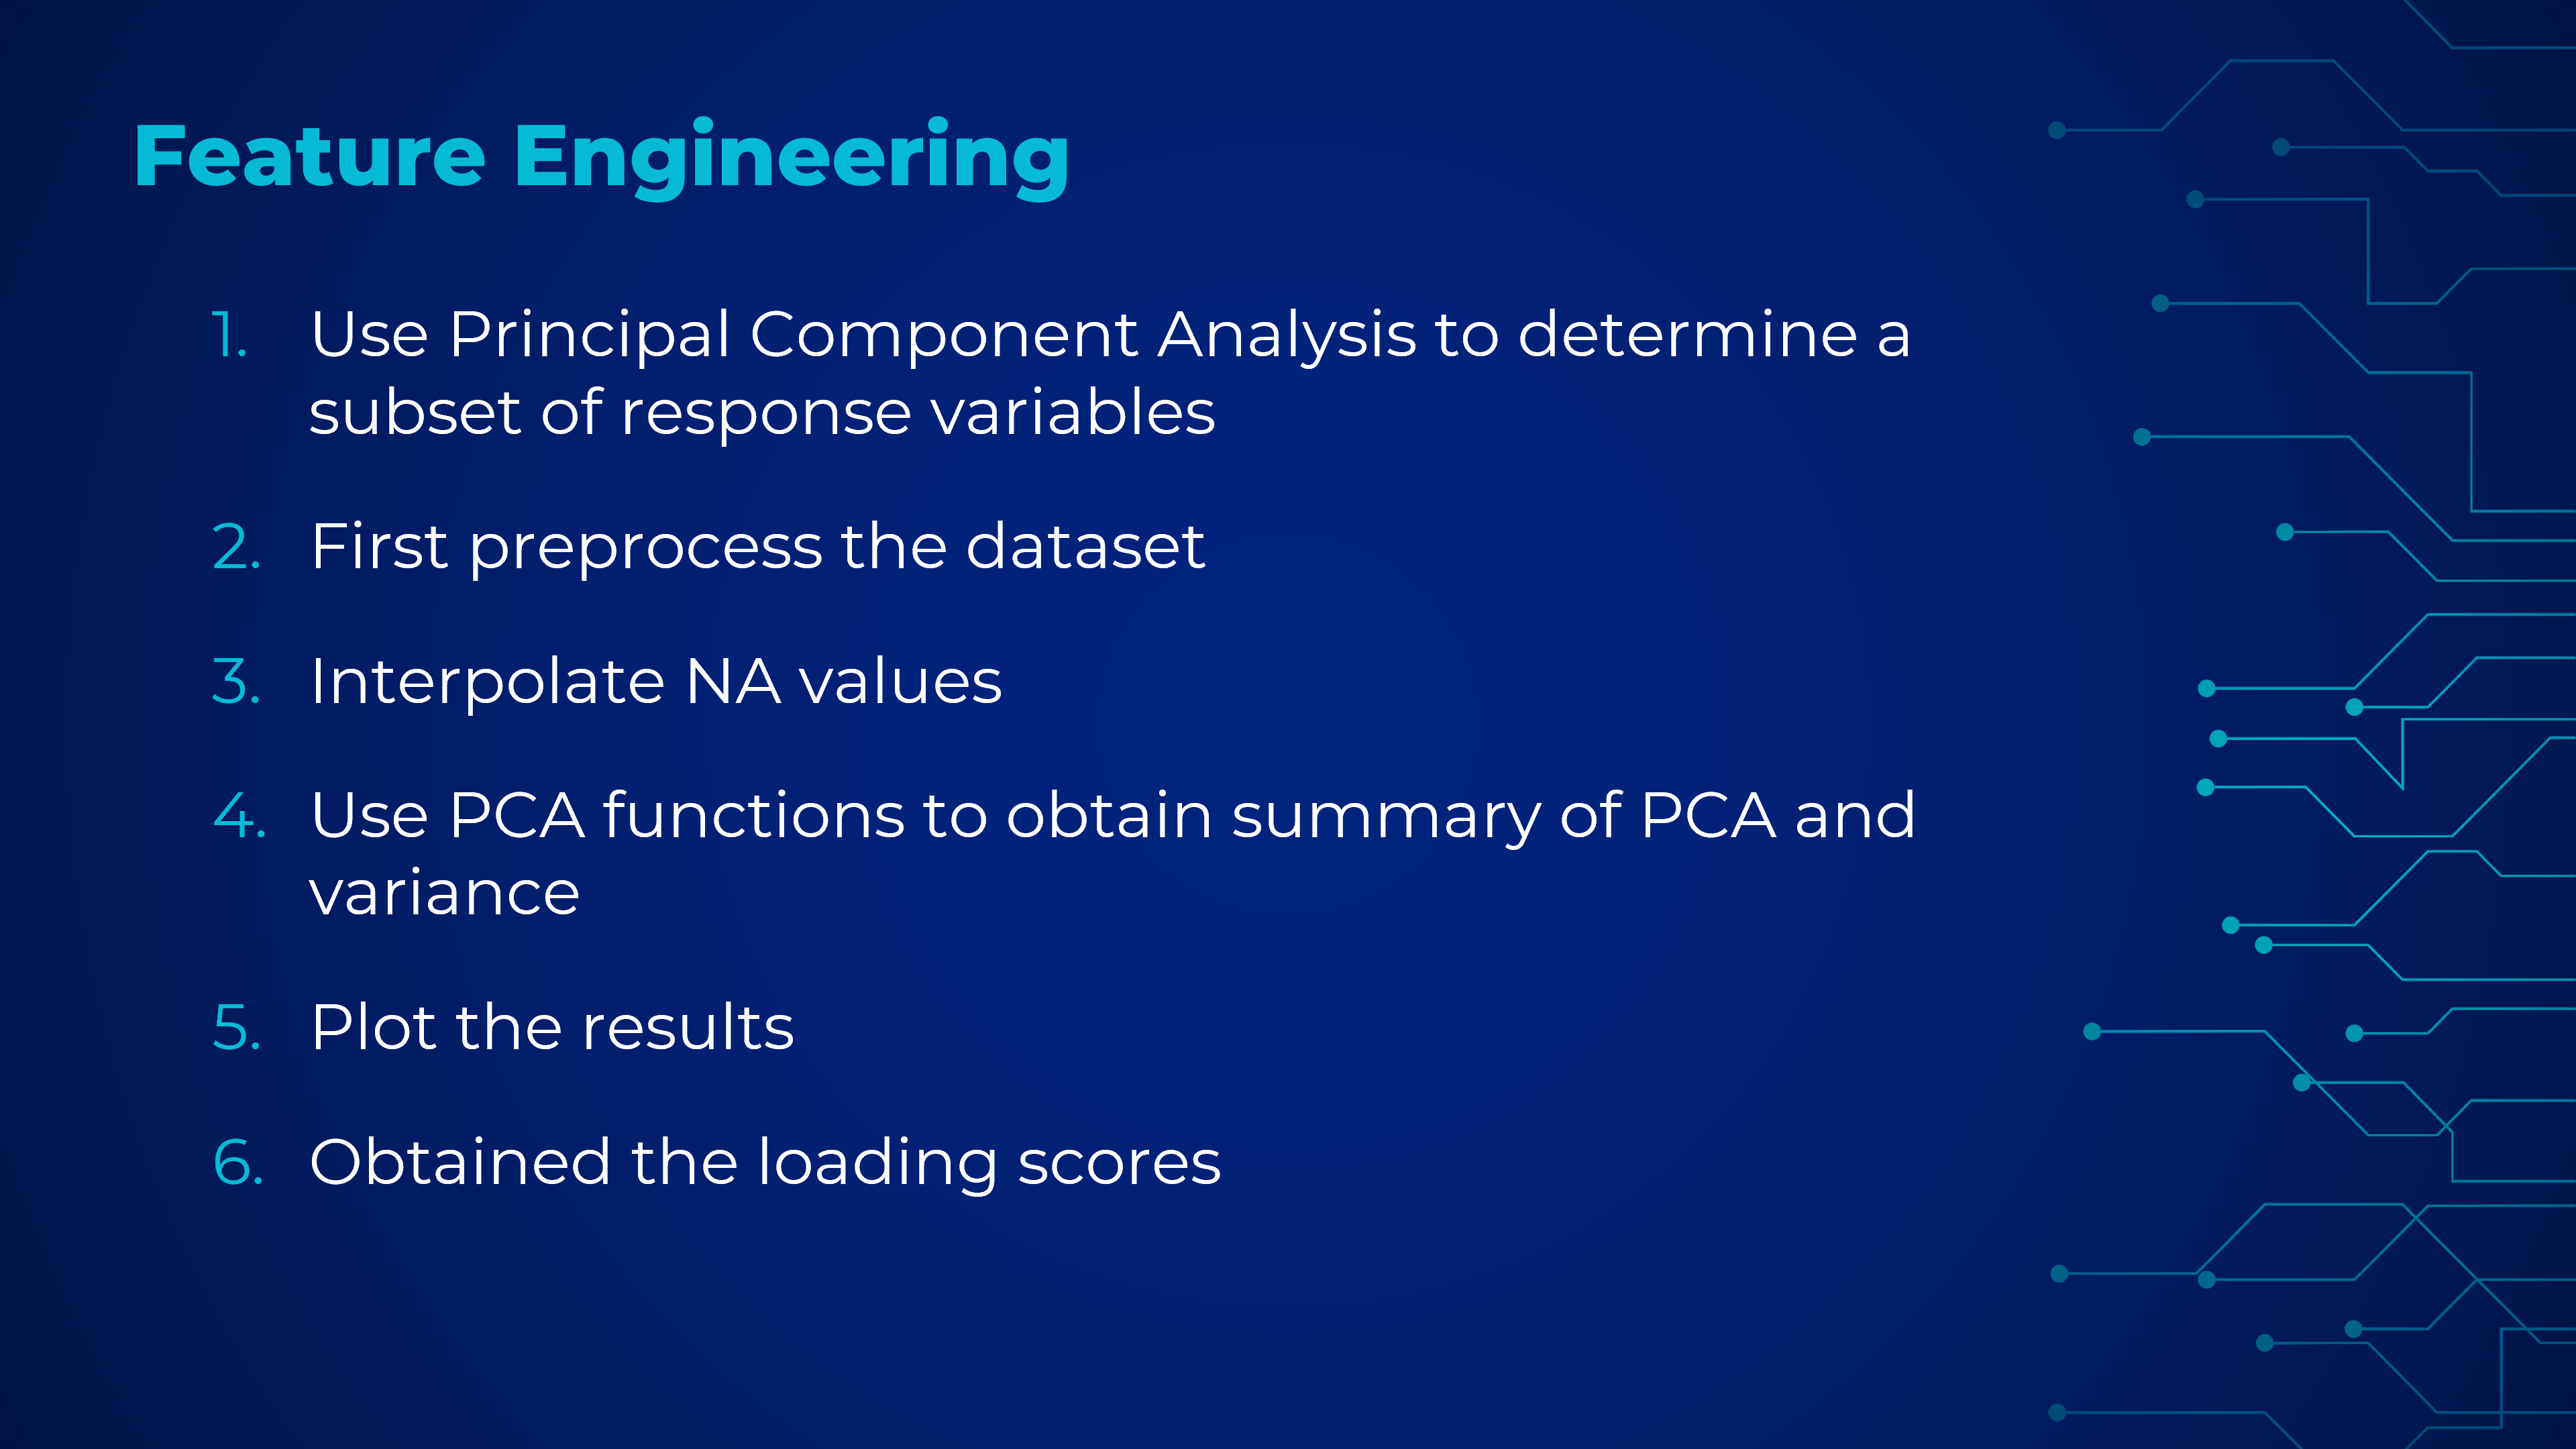 Feature Engineering
1. Use Principal Component Analysis to determine a
subset of response variables
2. First preprocess the dataset
3. Interpolate NA values
4. Use PCA functions to obtain summary of PCA and
variance
5. Plot the results
6. Obtained the loading scores